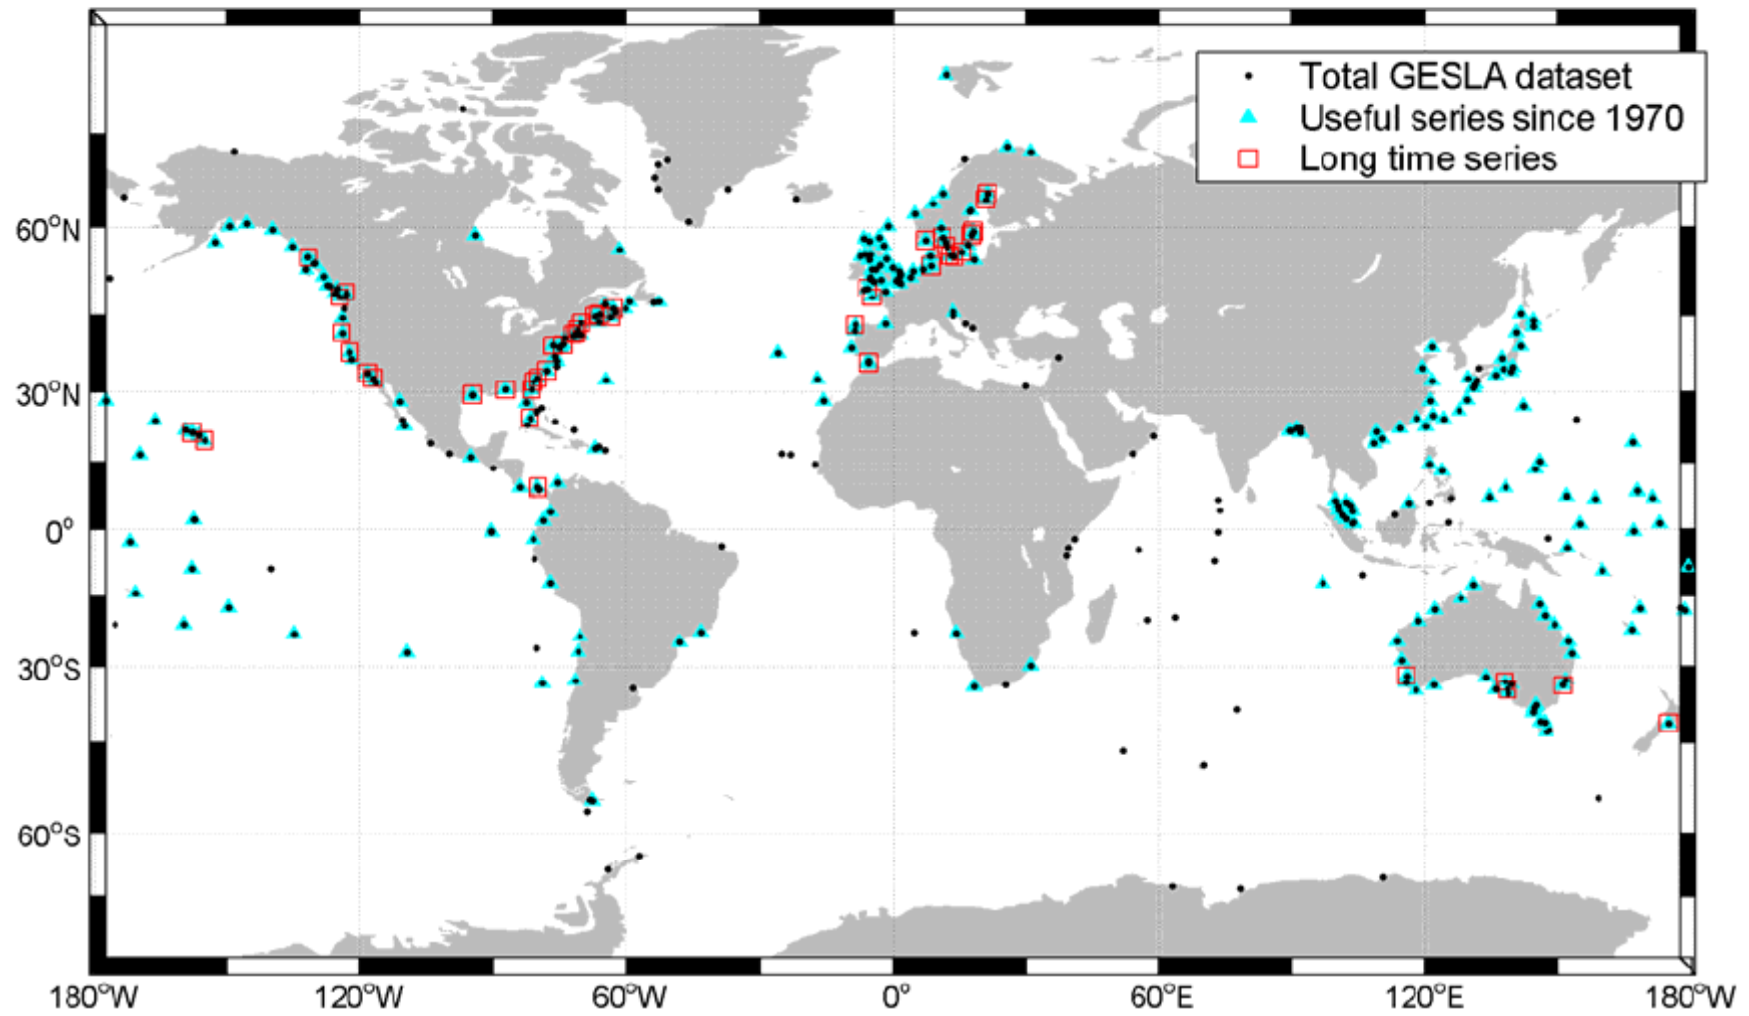 Total GESLA dataset
Useful series since 1970
Long time series
60°N
30°N
0°
30°S
60°S
180°W 120°W 60°W 0° 60°E 120°E 180°W